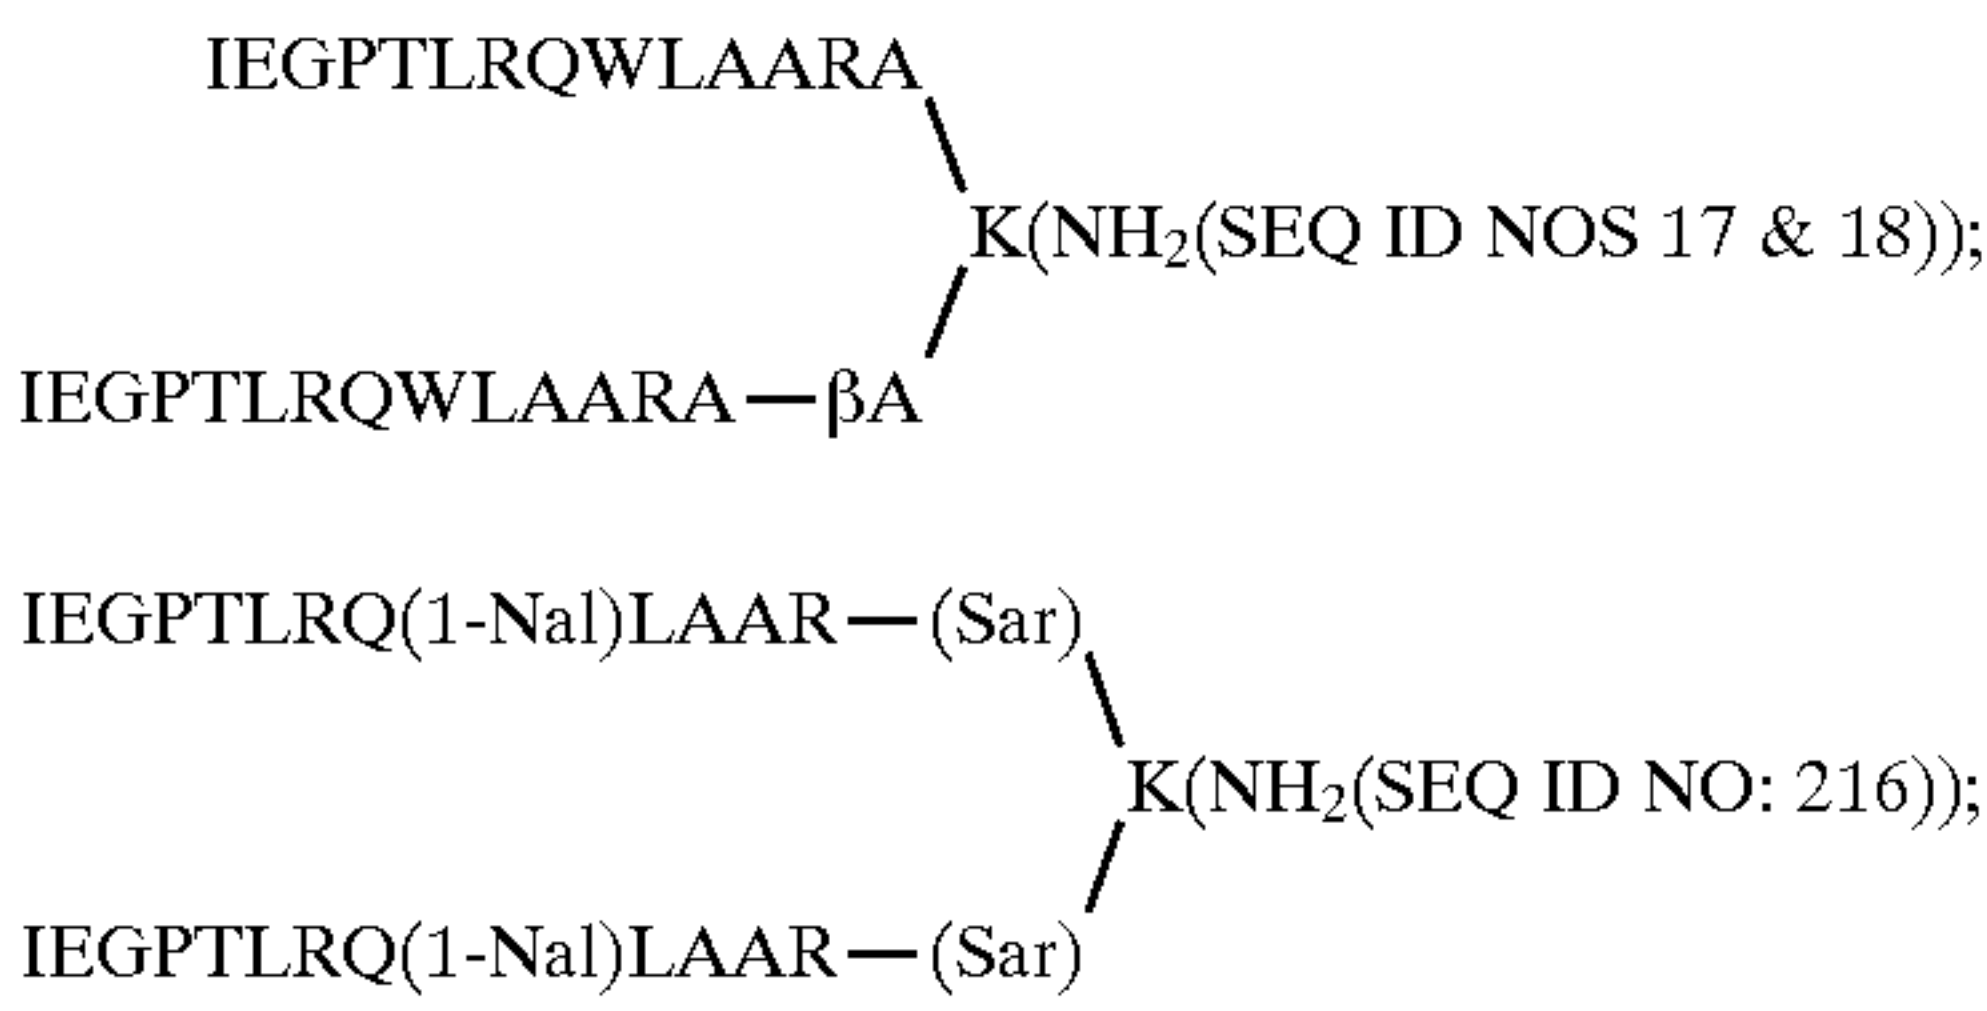 IEGPTLRQWLAARA
K(NH₂(SEQ ID NOS 17 & 18));
IEGPTLRQWLAARA—βA
IEGPTLRQ(1-Nal)LAAR—(Sar)
K(NH₂(SEQ ID NO: 216));
IEGPTLRQ(1-Nal)LAAR—(Sar)